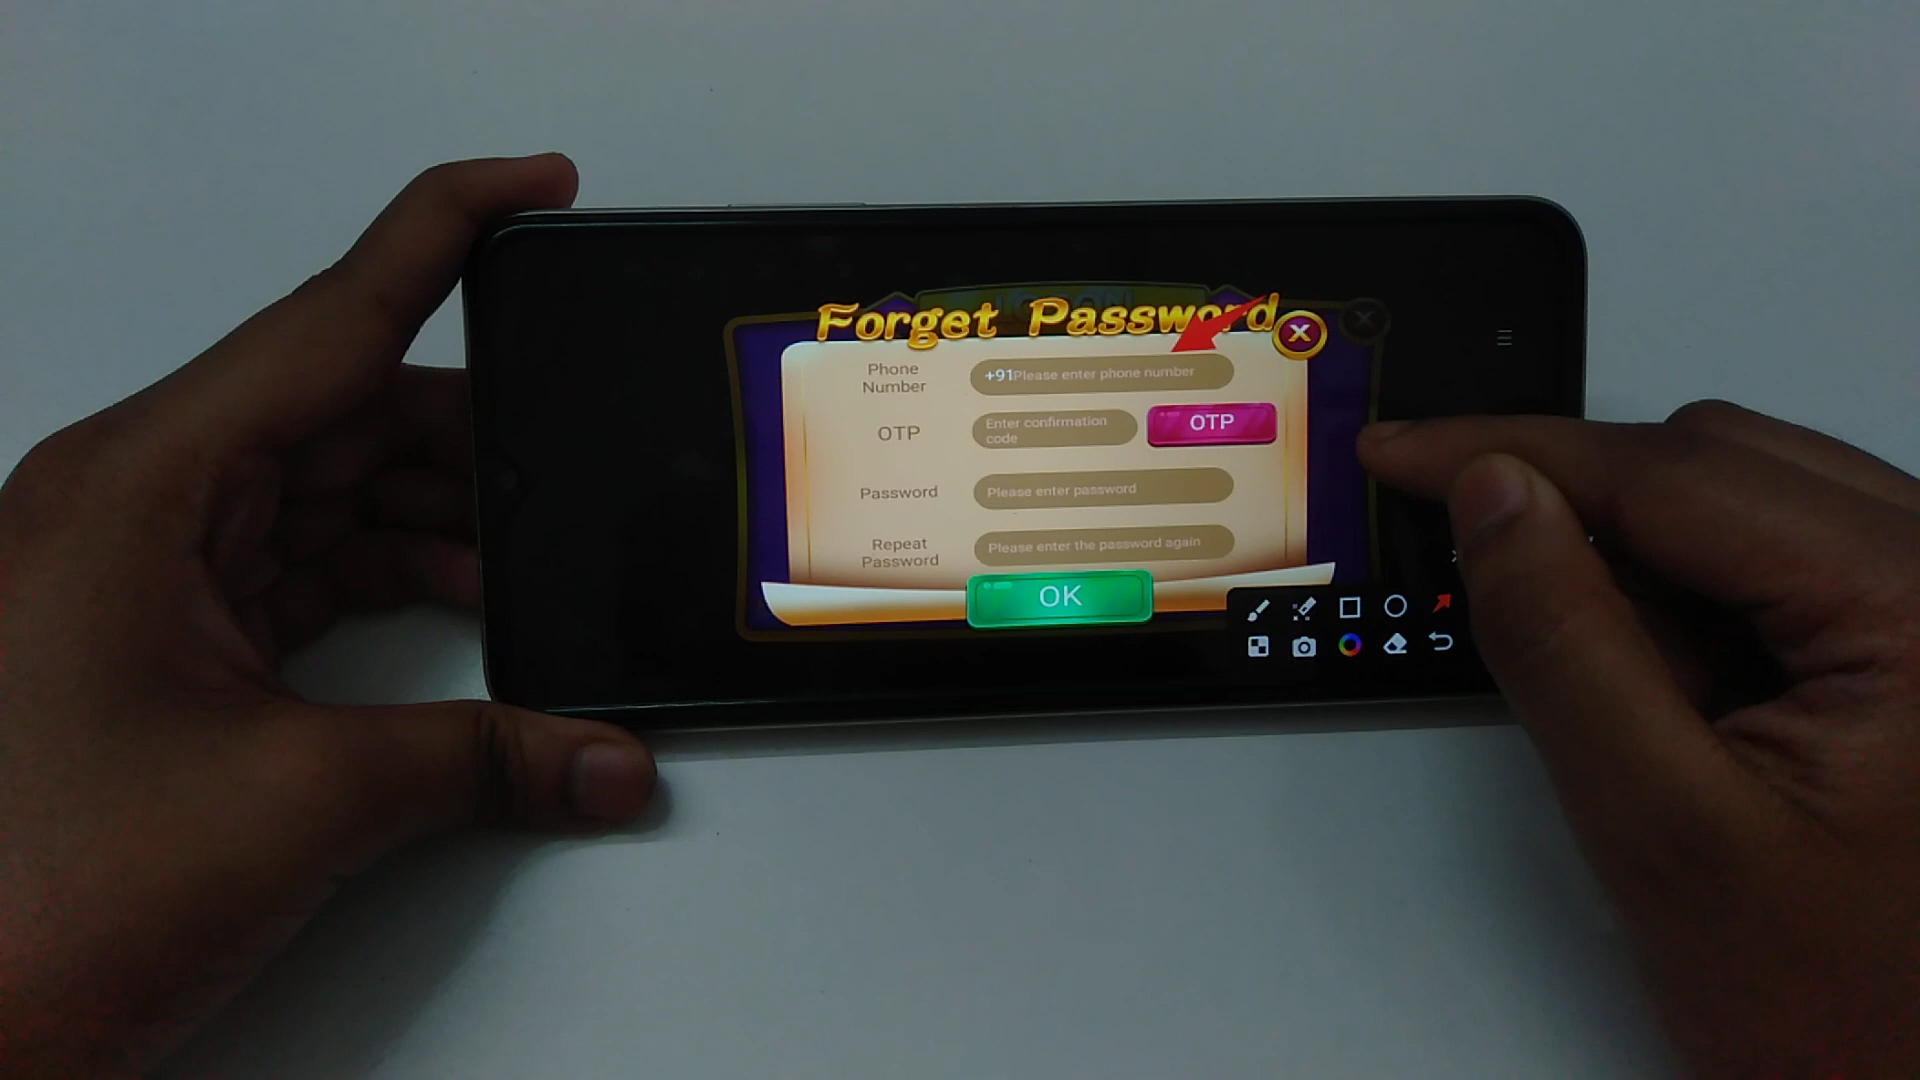 Forget Password
Phone
Number
+91Please enter phone number
OTP
Enter confirmation
code
OTP
Password
Please enter password
Repeat
Password
Please enter the password again
OK